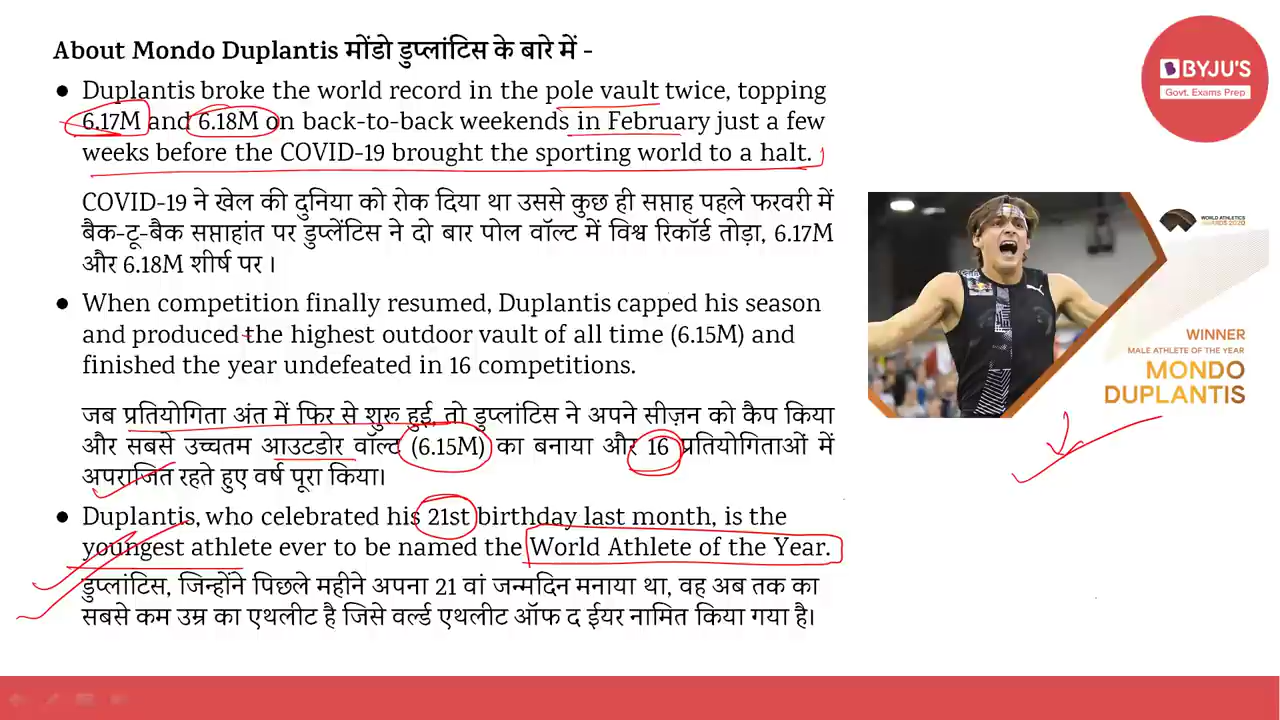 About Mondo Duplantis मोंडो डुप्लांटिस के बारे में -
● Duplantis broke the world record in the pole vault twice, topping
6.17M and 6.18M on back-to-back weekends in February just a few
weeks before the COVID-19 brought the sporting world to a halt.
COVID-19 ने खेल की दुनिया को रोक दिया था उससे कुछ ही सप्ताह पहले फरवरी में
बैक-टू-बैक सप्ताहांत पर डुप्लेंटिस ने दो बार पोल वॉल्ट में विश्व रिकॉर्ड तोड़ा, 6.17M
और 6.18M शीर्ष पर ।
● When competition finally resumed, Duplantis capped his season
and produced the highest outdoor vault of all time (6.15M) and
finished the year undefeated in 16 competitions.
जब प्रतियोगिता अंत में फिर से शुरू हुई, तो डुप्लांटिस ने अपने सीज़न को कैप किया
और सबसे उच्चतम आउटडोर वॉल्ट (6.15M) का बनाया और 16 प्रतियोगिताओं में
अपराजित रहते हुए वर्ष पूरा किया।
● Duplantis, who celebrated his 21st birthday last month, is the
youngest athlete ever to be named the World Athlete of the Year.
डुप्लांटिस, जिन्होंने पिछले महीने अपना 21 वां जन्मदिन मनाया था, वह अब तक का
सबसे कम उम्र का एथलीट है जिसे वर्ल्ड एथलीट ऑफ द ईयर नामित किया गया है।
BYJU'S
Govt. Exams Prep
WORLD ATHLETICS
AWARDS 2020
WINNER
MALE ATHLETE OF THE YEAR
MONDO
DUPLANTIS